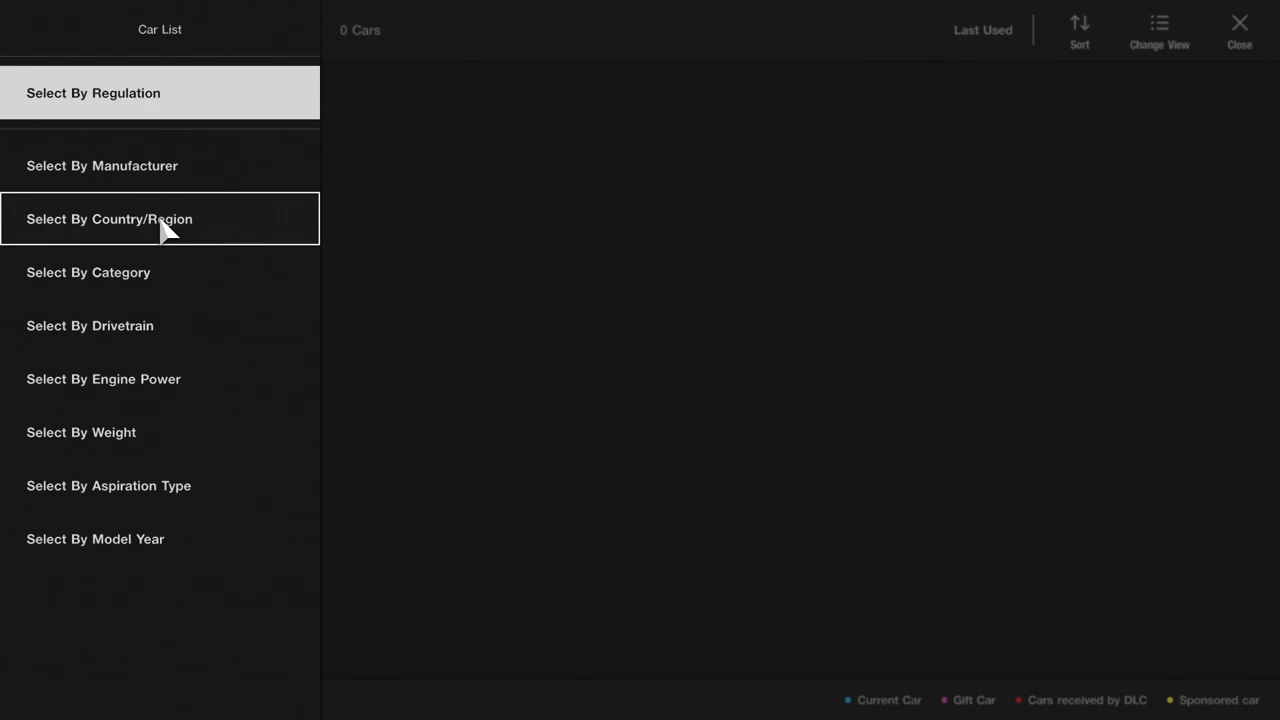 Car List
0 Cars
Last Used
Sort
Change View
Close
Select By Regulation
Select By Manufacturer
Select By Country/Region
Select By Category
Select By Drivetrain
Select By Engine Power
Select By Weight
Select By Aspiration Type
Select By Model Year
Current Car
Gift Car
Cars received by DLC
Sponsored car